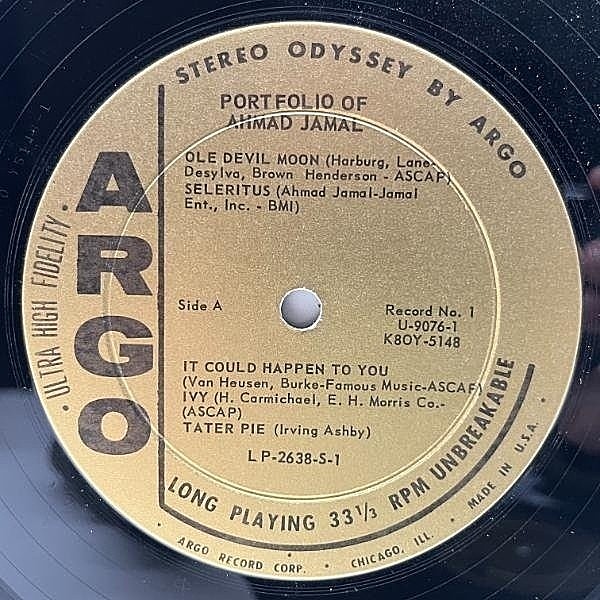 STEREO ODYSSEY BY ARGO
PORTFOLIO OF
AHMAD JAMAL
OLE DEVIL MOON (Harburg, Lane-
Desylva, Brown Henderson - ASCAP)
SELERITUS (Ahmad Jamal-Jamal
Ent., Inc. - BMI)
ARGO
· ULTRA HIGH FIDELITY ·
Side A
Record No. 1
U-9076-1
K8OY-5148
IT COULD HAPPEN TO YOU
(Van Heusen, Burke-Famous Music-ASCAP)
IVY (H. Carmichael, E. H. Morris Co.-
(ASCAP)
TATER PIE (Irving Ashby)
LP-2638-S-1
LONG PLAYING 33 1/3 RPM UNBREAKABLE
· ARGO RECORD CORP. · CHICAGO, ILL. · MADE IN U.S.A. ·